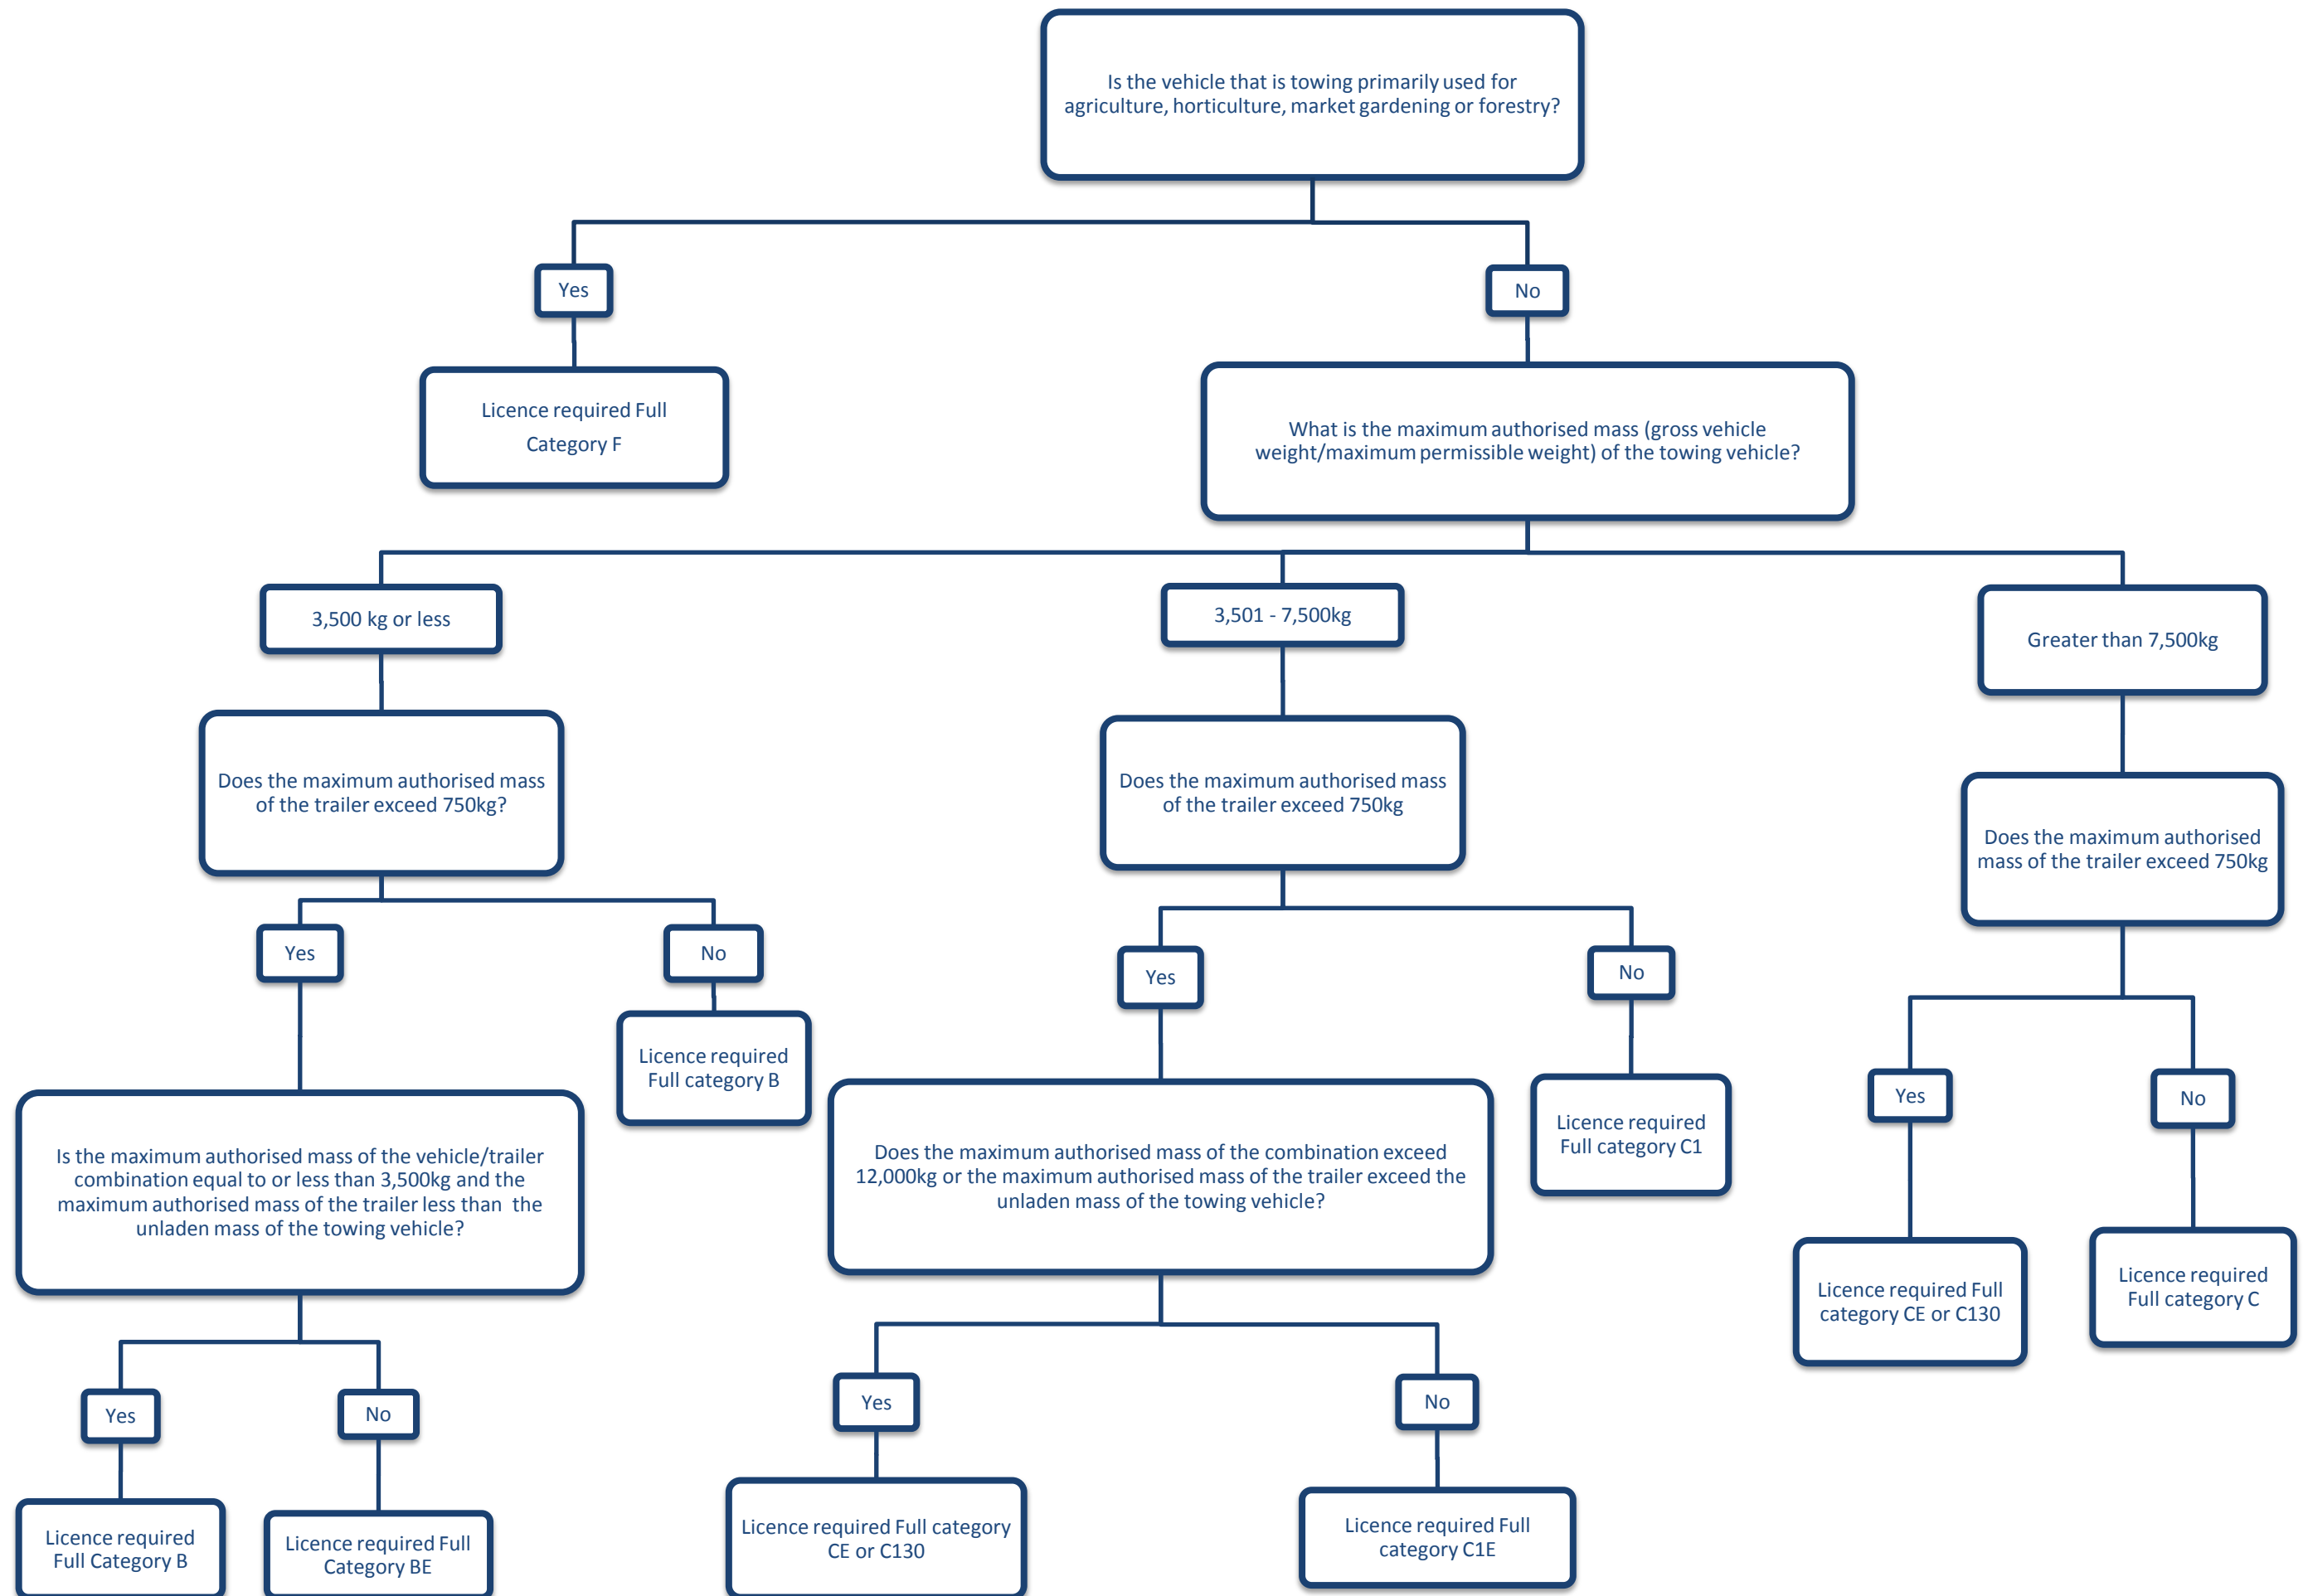 Is the vehicle that is towing primarily used for
agriculture, horticulture, market gardening or forestry?
Yes
No
Licence required Full
Category F
What is the maximum authorised mass (gross vehicle
weight/maximum permissible weight) of the towing vehicle?
3,500 kg or less
3,501 - 7,500kg
Greater than 7,500kg
Does the maximum authorised mass
of the trailer exceed 750kg?
Does the maximum authorised mass
of the trailer exceed 750kg
Does the maximum authorised
mass of the trailer exceed 750kg
Yes
No
Yes
No
Licence required
Full category B
Yes
No
Licence required
Full category C1
Is the maximum authorised mass of the vehicle/trailer
combination equal to or less than 3,500kg and the
maximum authorised mass of the trailer less than the
unladen mass of the towing vehicle?
Does the maximum authorised mass of the combination exceed
12,000kg or the maximum authorised mass of the trailer exceed the
unladen mass of the towing vehicle?
Licence required Full
category CE or C130
Licence required
Full category C
Yes
No
Yes
No
Licence required
Full Category B
Licence required Full
Category BE
Licence required Full category
CE or C130
Licence required Full
category C1E